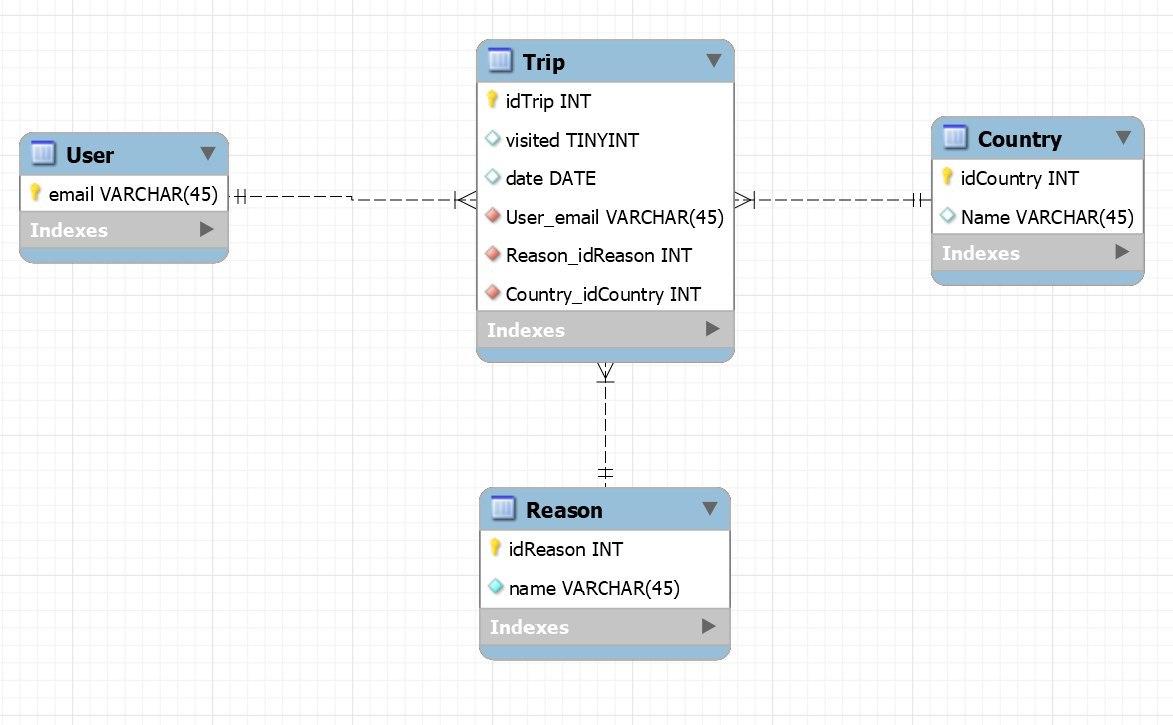 User
email VARCHAR(45)
Indexes
Trip
idTrip INT
visited TINYINT
date DATE
User_email VARCHAR(45)
Reason_idReason INT
Country_idCountry INT
Indexes
Country
idCountry INT
Name VARCHAR(45)
Indexes
Reason
idReason INT
name VARCHAR(45)
Indexes